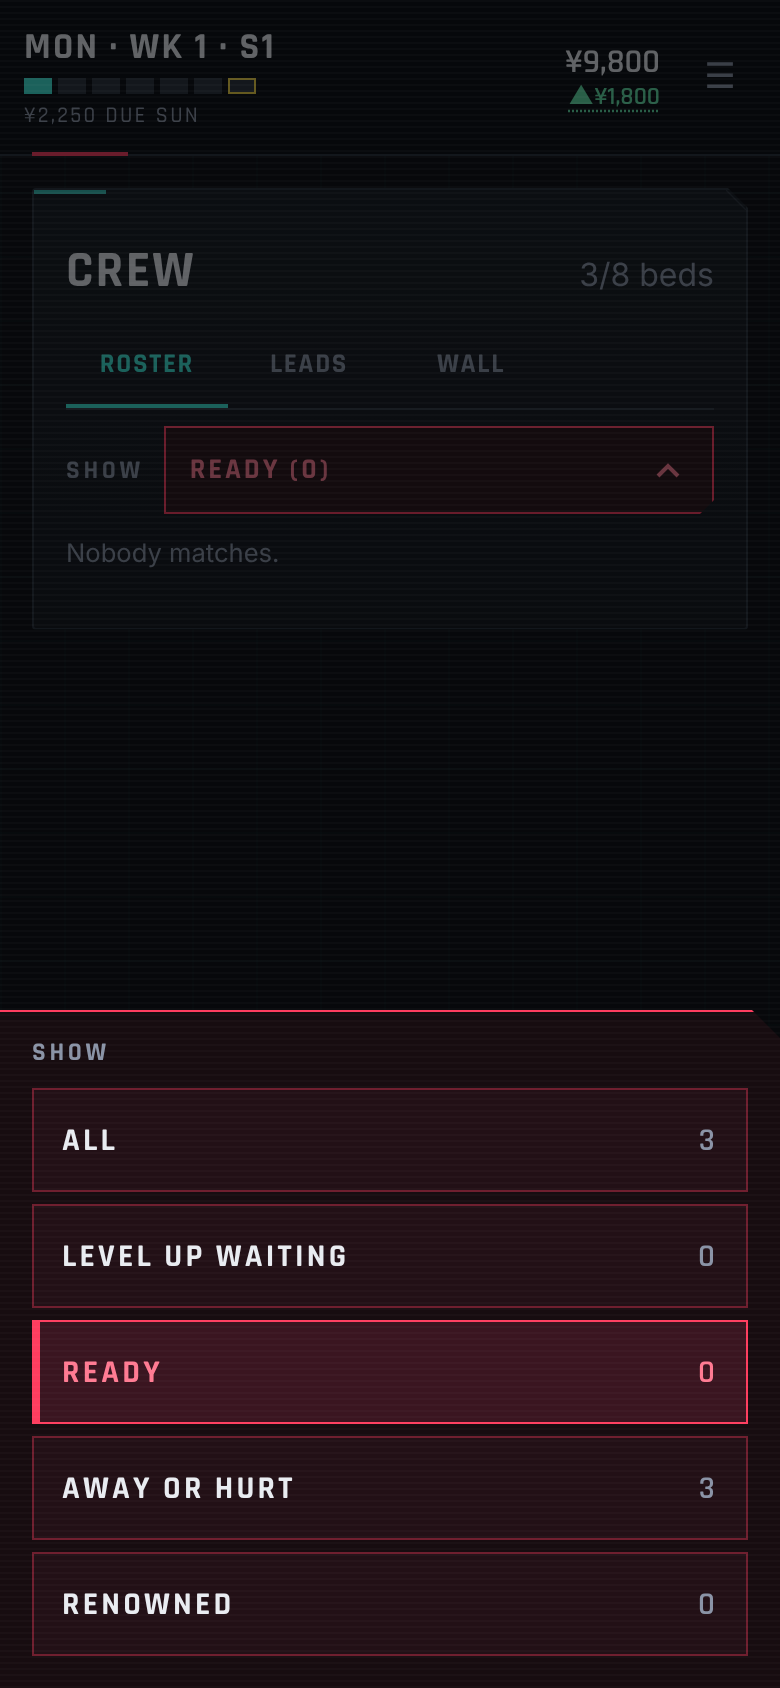 MON · WK 1 · S1
¥2,250 DUE SUN
¥9,800
▲¥1,800
CREW
3/8 beds
ROSTER LEADS WALL
SHOW READY (0)
Nobody matches.
SHOW
ALL 3
LEVEL UP WAITING 0
READY 0
AWAY OR HURT 3
RENOWNED 0